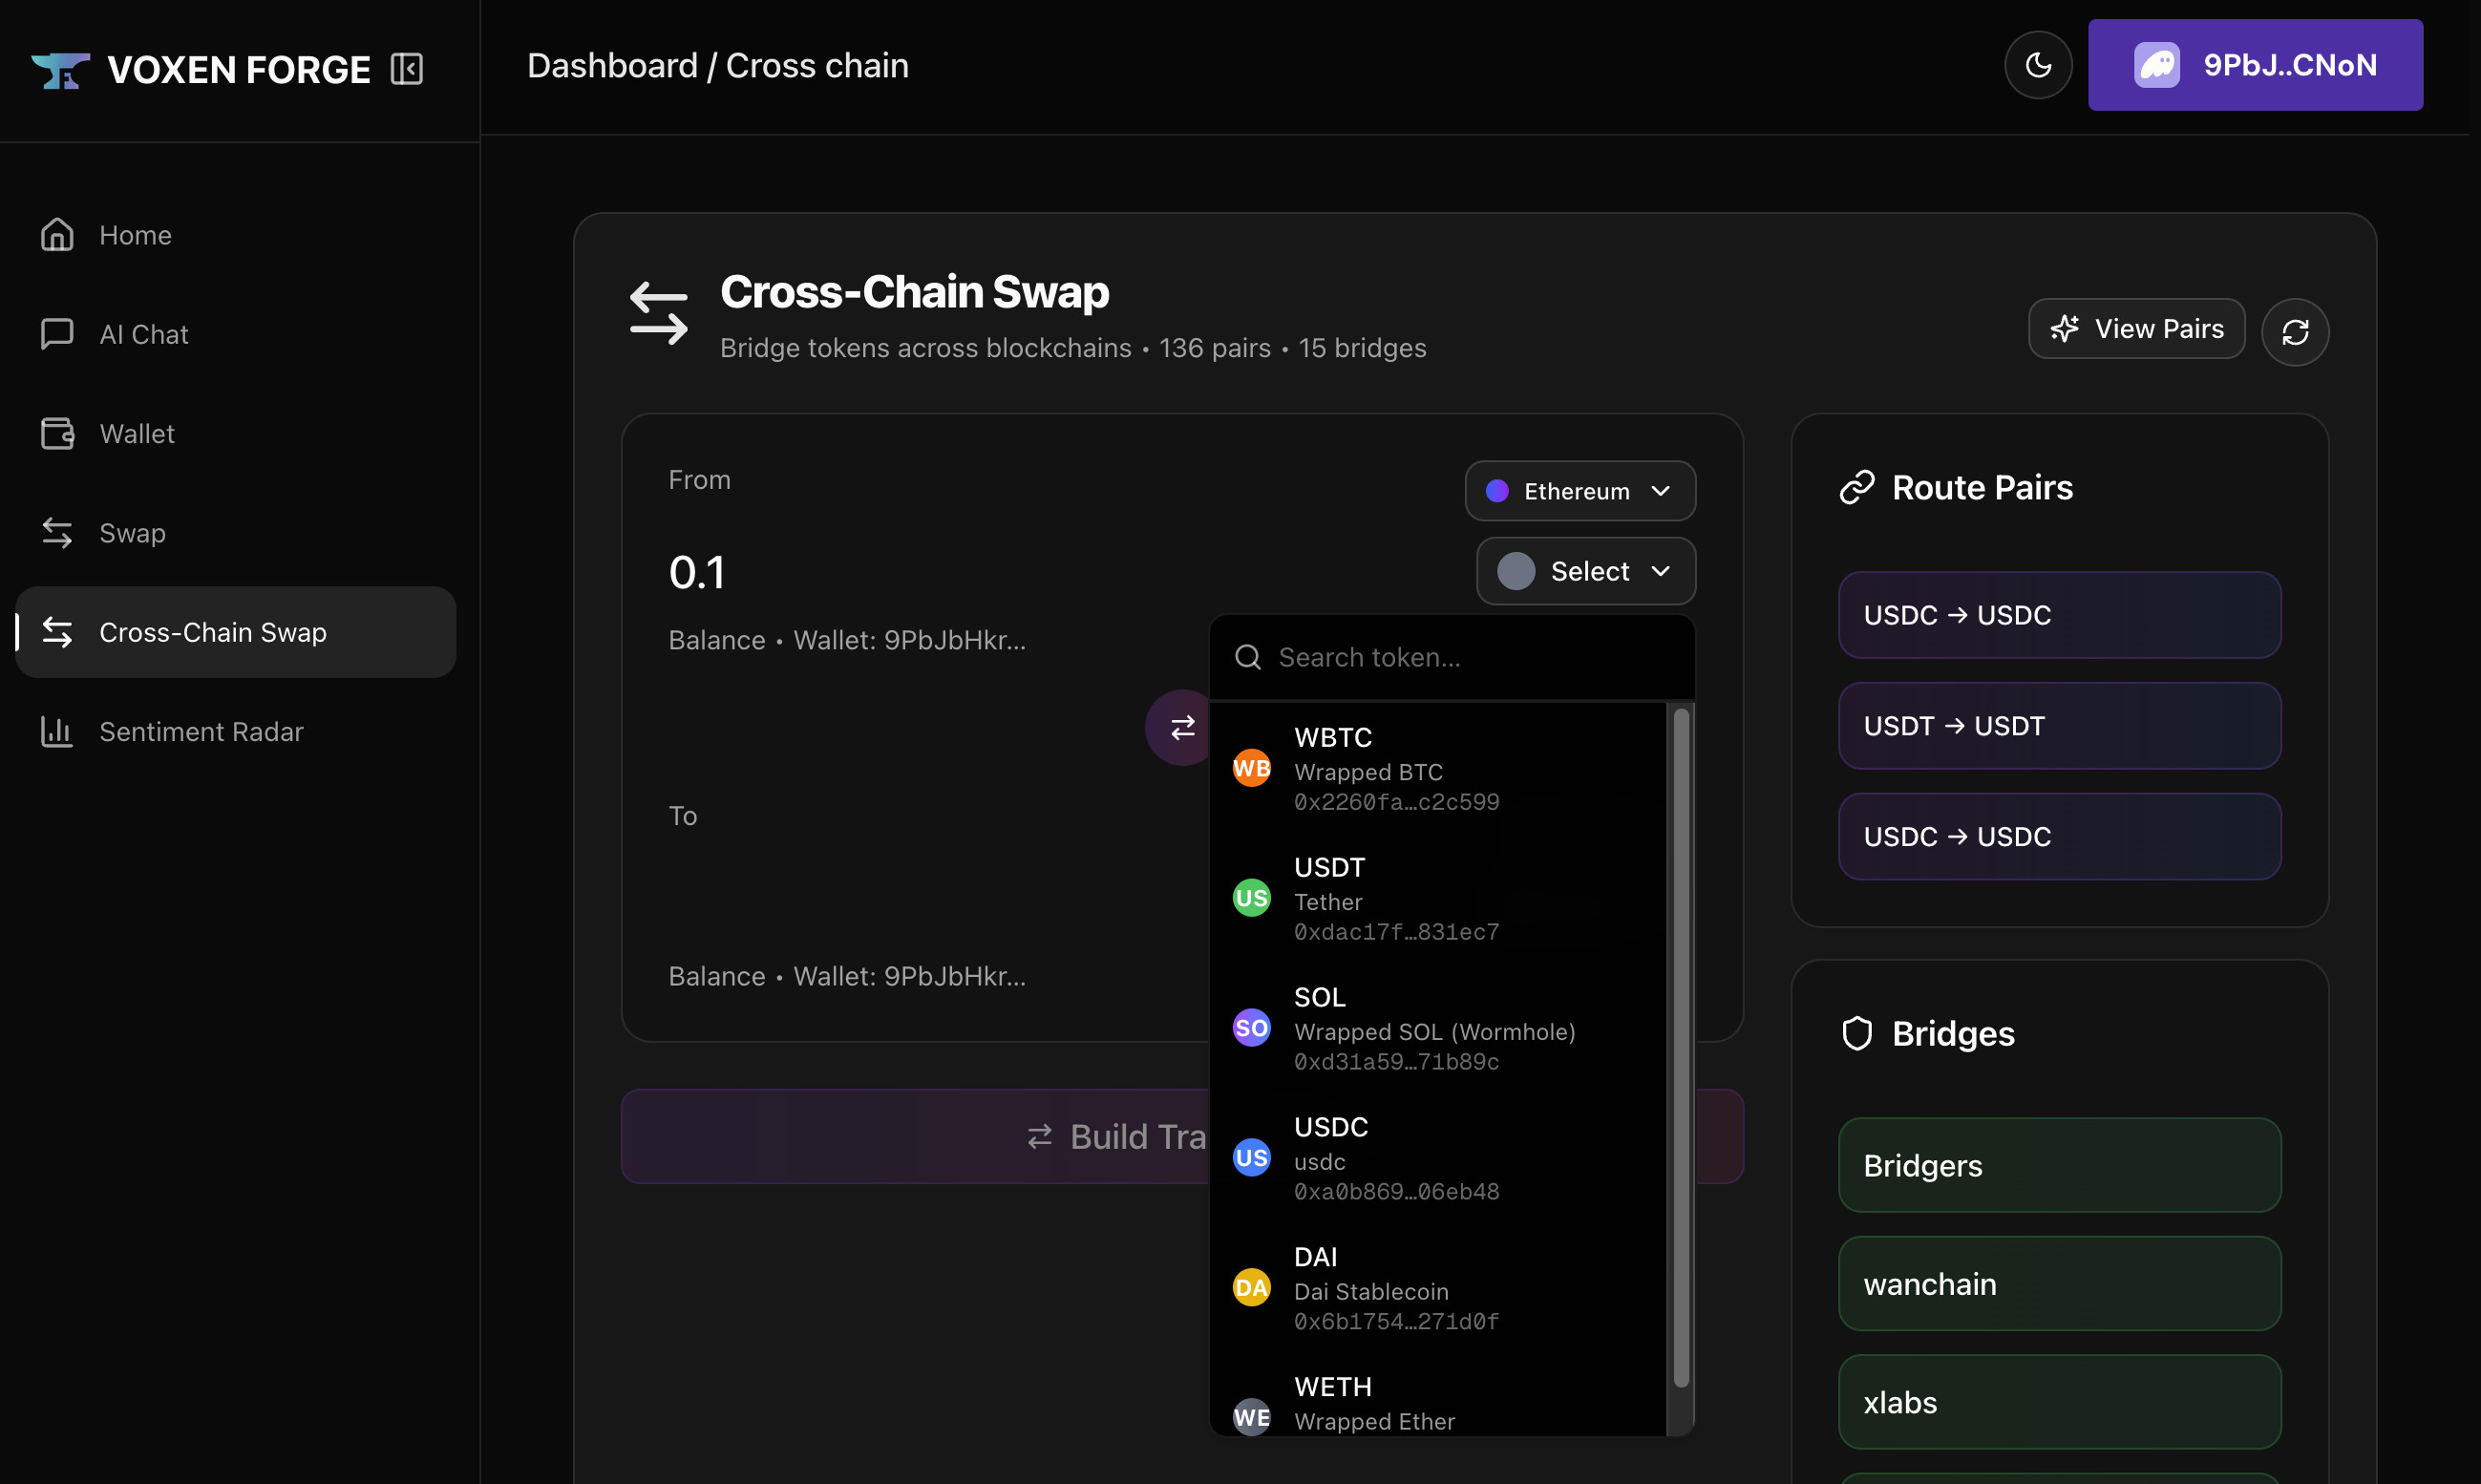 VOXEN FORGE
Dashboard / Cross chain
9PbJ..CNoN
Home
AI Chat
Wallet
Swap
Cross-Chain Swap
Sentiment Radar
Cross-Chain Swap
Bridge tokens across blockchains • 136 pairs • 15 bridges
View Pairs
From
Ethereum
0.1
Select
Balance • Wallet: 9PbJbHkr...
To
Balance • Wallet: 9PbJbHkr...
Build Tra
Search token...
WB
WBTC
Wrapped BTC
0x2260fa…c2c599
US
USDT
Tether
0xdac17f…831ec7
SO
SOL
Wrapped SOL (Wormhole)
0xd31a59…71b89c
US
USDC
usdc
0xa0b869…06eb48
DA
DAI
Dai Stablecoin
0x6b1754…271d0f
WE
WETH
Wrapped Ether
Route Pairs
USDC → USDC
USDT → USDT
USDC → USDC
Bridges
Bridgers
wanchain
xlabs